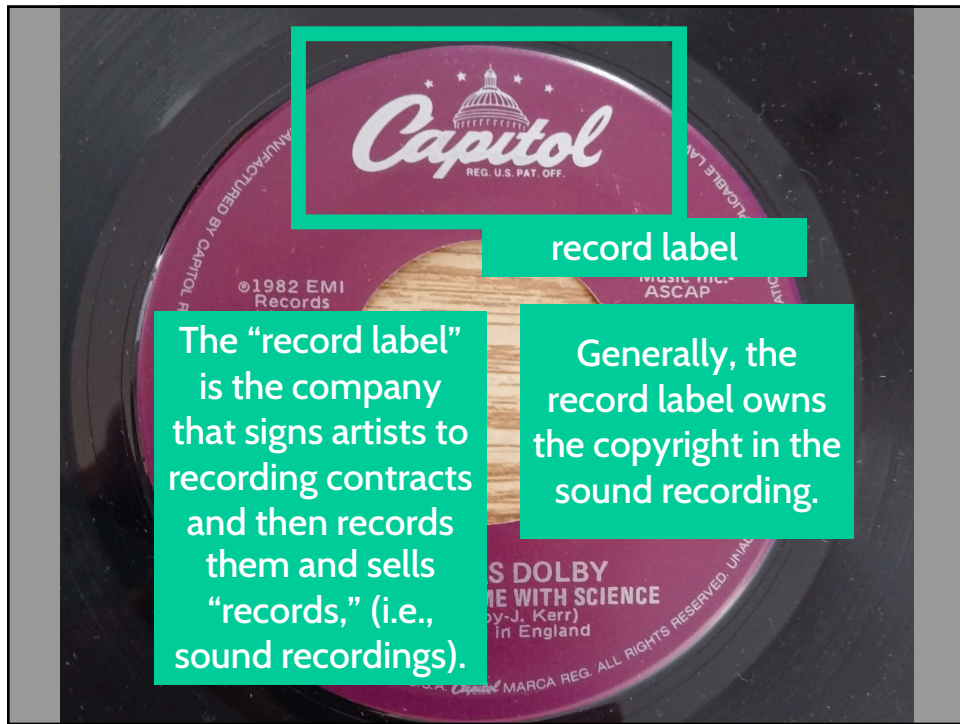 Capitol
REG. U.S. PAT. OFF.
MANUFACTURED BY CAPITOL
APPLICABLE
record label
℗1982 EMI
Records
Music Inc.-
ASCAP
The “record label”
is the company
that signs artists to
recording contracts
and then records
them and sells
“records,” (i.e.,
sound recordings).
Generally, the
record label owns
the copyright in the
sound recording.
S DOLBY
ME WITH SCIENCE
by-J. Kerr)
in England
Capitol MARCA REG. ALL RIGHTS RESERVED.